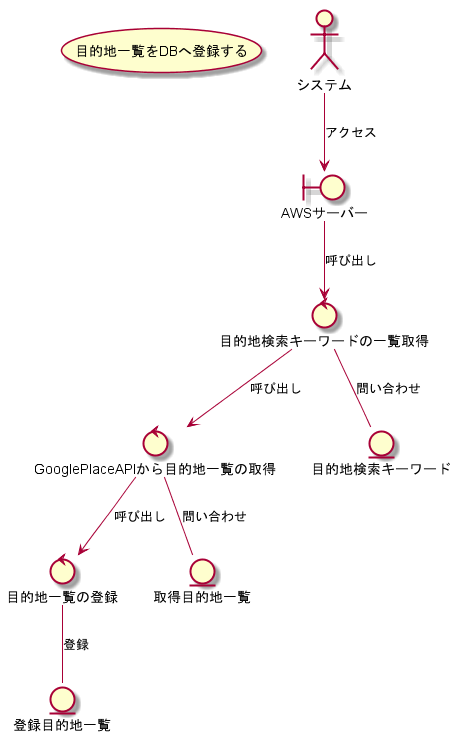 目的地一覧をDBへ登録する
システム
アクセス
AWSサーバー
呼び出し
目的地検索キーワードの一覧取得
呼び出し
問い合わせ
GooglePlaceAPIから目的地一覧の取得
目的地検索キーワード
呼び出し
問い合わせ
目的地一覧の登録
取得目的地一覧
登録
登録目的地一覧